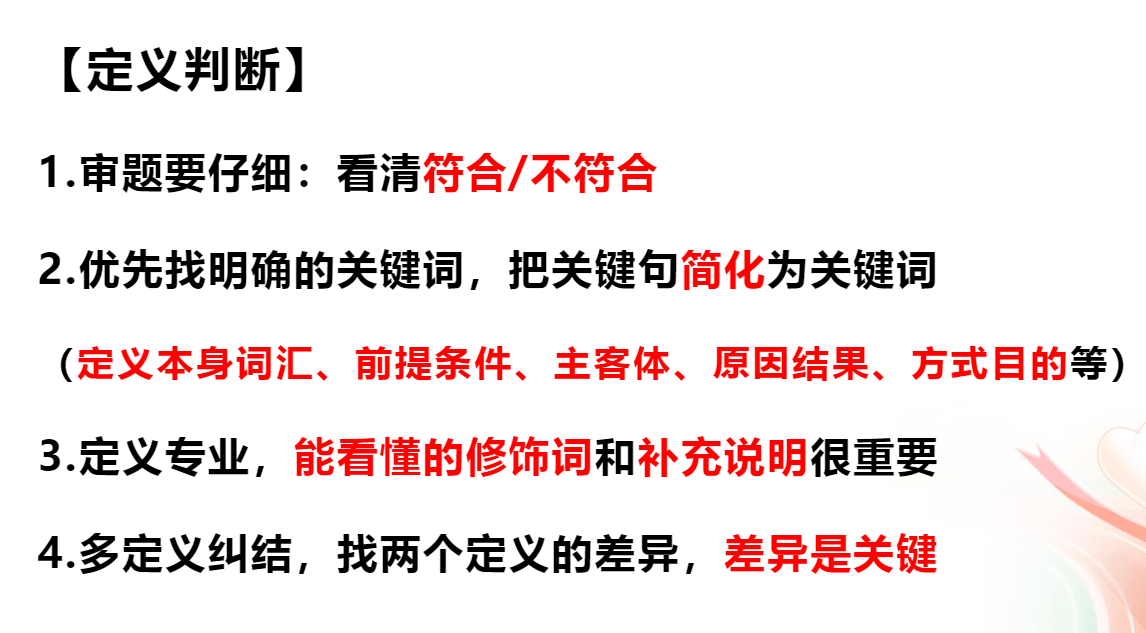 【定义判断】
1.审题要仔细：看清符合/不符合
2.优先找明确的关键词，把关键句简化为关键词
（定义本身词汇、前提条件、主客体、原因结果、方式目的等）
3.定义专业，能看懂的修饰词和补充说明很重要
4.多定义纠结，找两个定义的差异，差异是关键